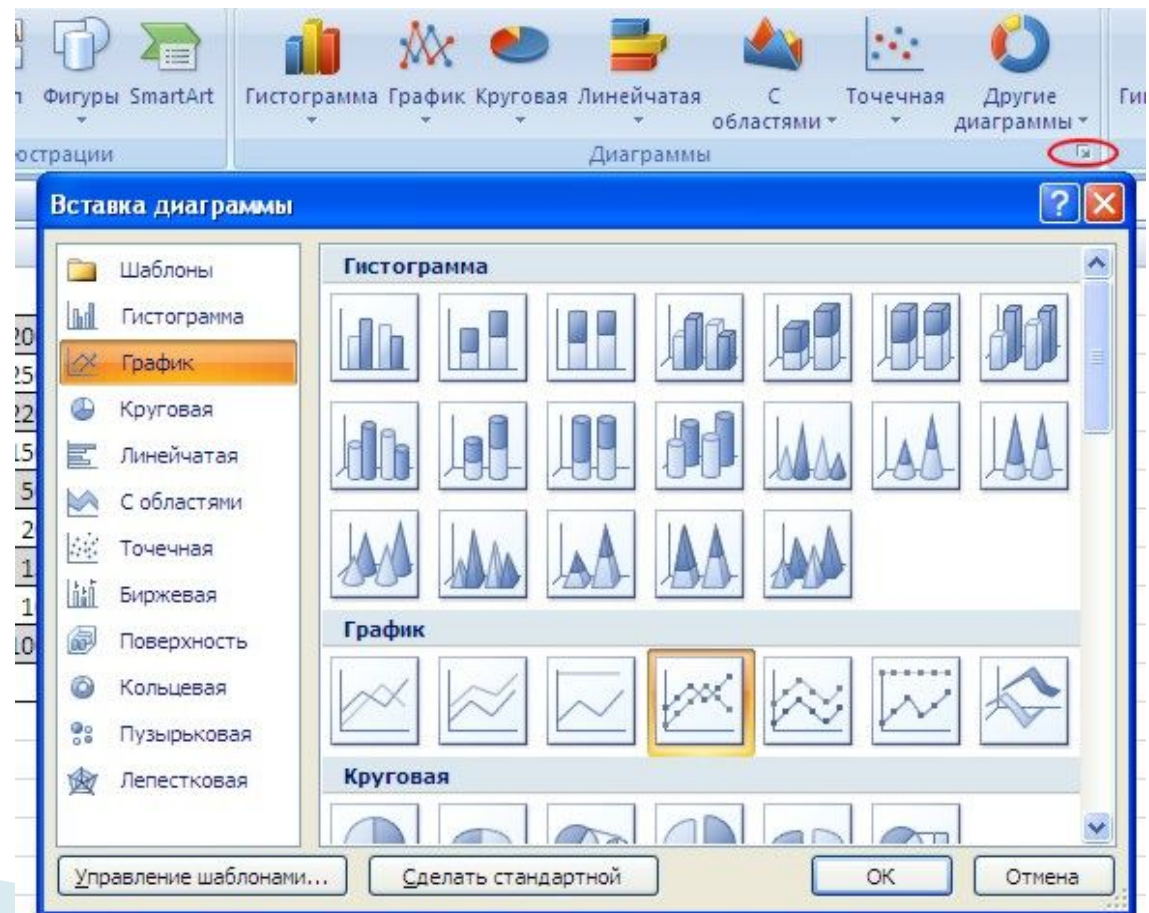 Фигуры SmartArt Гистограмма График Круговая Линейчатая С областями Точечная Другие диаграммы
Диаграммы
Вставка диаграммы
Шаблоны
Гистограмма
График
Круговая
Линейчатая
С областями
Точечная
Биржевая
Поверхность
Кольцевая
Пузырьковая
Лепестковая
Гистограмма
График
Круговая
Управление шаблонами...
Сделать стандартной
ОК
Отмена